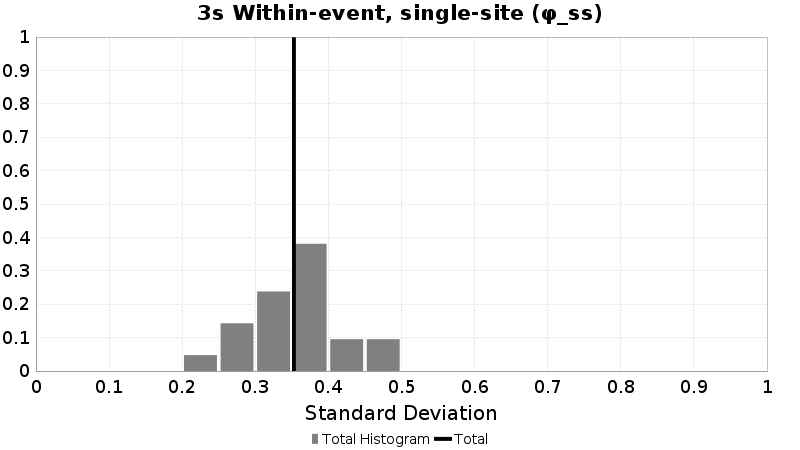 3s Within-event, single-site (φ_ss)
1
0.9
0.8
0.7
0.6
0.5
0.4
0.3
0.2
0.1
0
0 0.1 0.2 0.3 0.4 0.5 0.6 0.7 0.8 0.9 1
Standard Deviation
Total Histogram Total